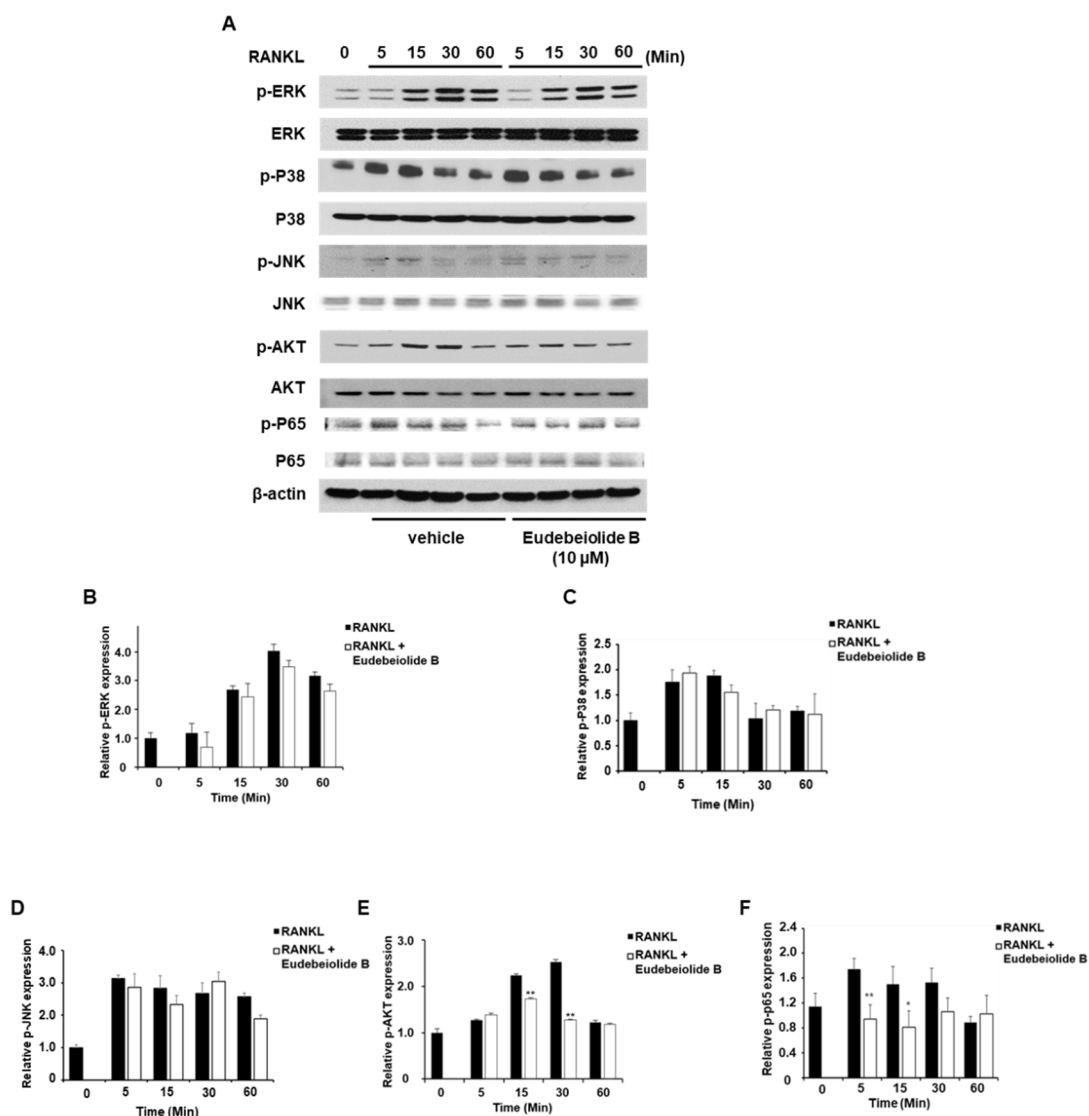 A
RANKL 0 5 15 30 60 5 15 30 60 (Min)
p-ERK
ERK
p-P38
P38
p-JNK
JNK
p-AKT
AKT
p-P65
P65
β-actin
vehicle Eudebeiolide B
(10 µM)
B
Relative p-ERK expression
4.0
3.0
2.0
1.0
0
0 5 15 30 60
Time (Min)
RANKL
RANKL +
Eudebeiolide B
C
Relative p-P38 expression
2.5
2.0
1.5
1.0
0.5
0
0 5 15 30 60
Time (Min)
RANKL
RANKL +
Eudebeiolide B
D
Relative p-JNK expression
4.0
3.0
2.0
1.0
0
0 5 15 30 60
Time (Min)
RANKL
RANKL +
Eudebeiolide B
E
Relative p-AKT expression
3.0
2.0
1.0
0
** **
0 5 15 30 60
Time (Min)
RANKL
RANKL +
Eudebeiolide B
F
Relative p-p65 expression
2.4
2.0
1.6
1.2
0.8
0.4
0
** *
0 5 15 30 60
Time (Min)
RANKL
RANKL +
Eudebeiolide B